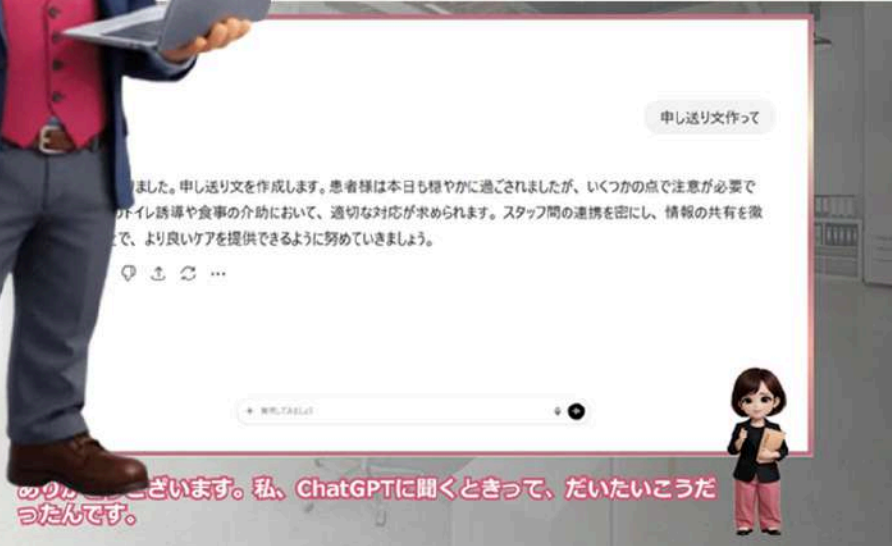 申し送り文作って
ました。申し送り文を作成します。患者様は本日も穏やかに過ごされましたが、いくつかの点で注意が必要で
のトイレ誘導や食事の介助において、適切な対応が求められます。スタッフ間の連携を密にし、情報の共有を徹
で、より良いケアを提供できるように努めていきましょう。
ございます。私、ChatGPTに聞くときって、だいたいこうだ
ったんです。